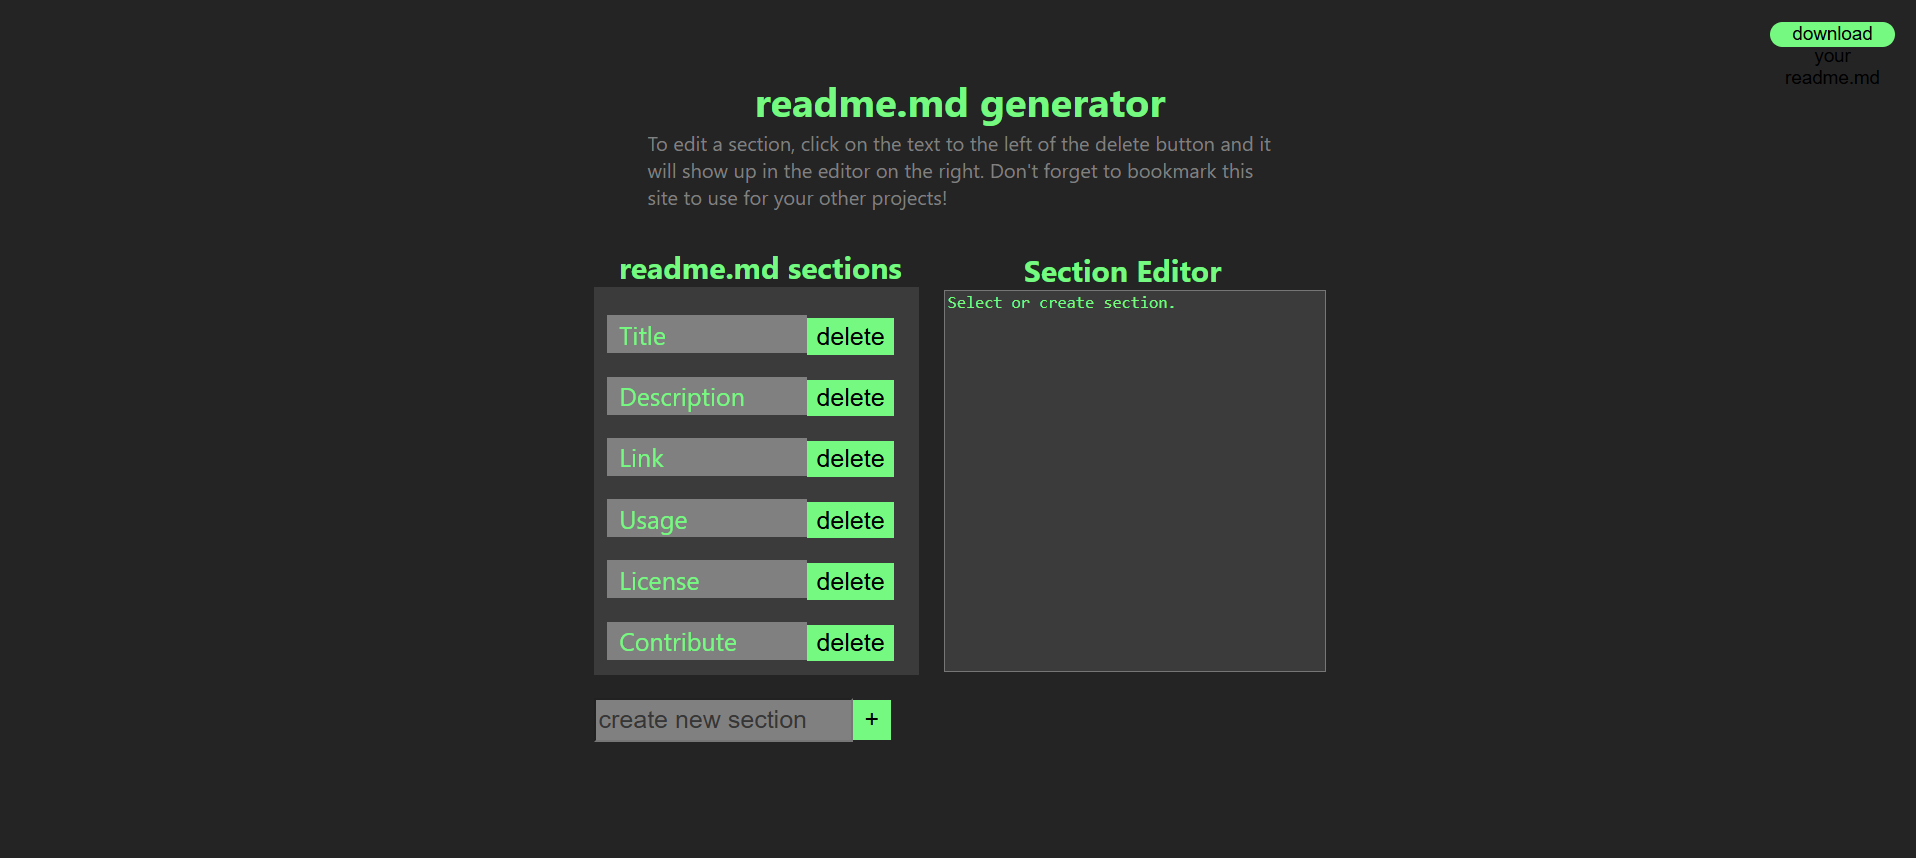 download
your
readme.md
readme.md generator
To edit a section, click on the text to the left of the delete button and it
will show up in the editor on the right. Don't forget to bookmark this
site to use for your other projects!
readme.md sections
Title delete
Description delete
Link delete
Usage delete
License delete
Contribute delete
create new section +
Section Editor
Select or create section.